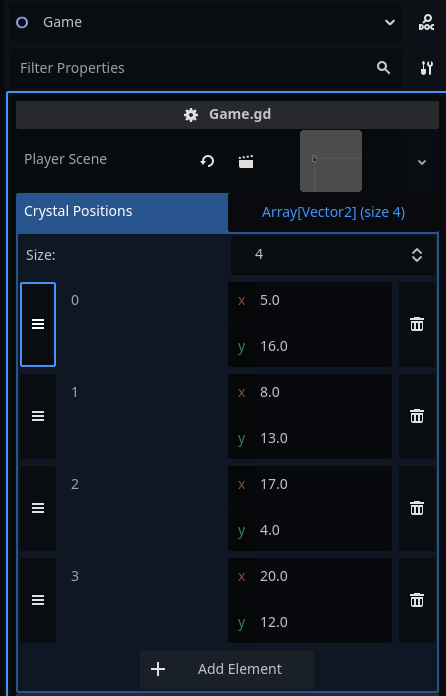 Game
DOC
Filter Properties
Game.gd
Player Scene
Crystal Positions Array[Vector2] (size 4)
Size: 4
0 x 5.0
y 16.0
1 x 8.0
y 13.0
2 x 17.0
y 4.0
3 x 20.0
y 12.0
Add Element